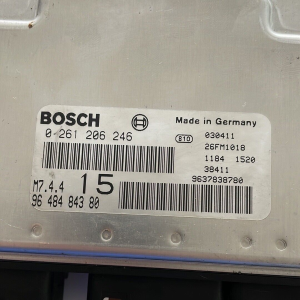 BOSCH
Made in Germany
0 261 206 246
e1D
030411
26FM1018
1184 1520
38411
9637838780
M7.4.4 15
96 484 843 80